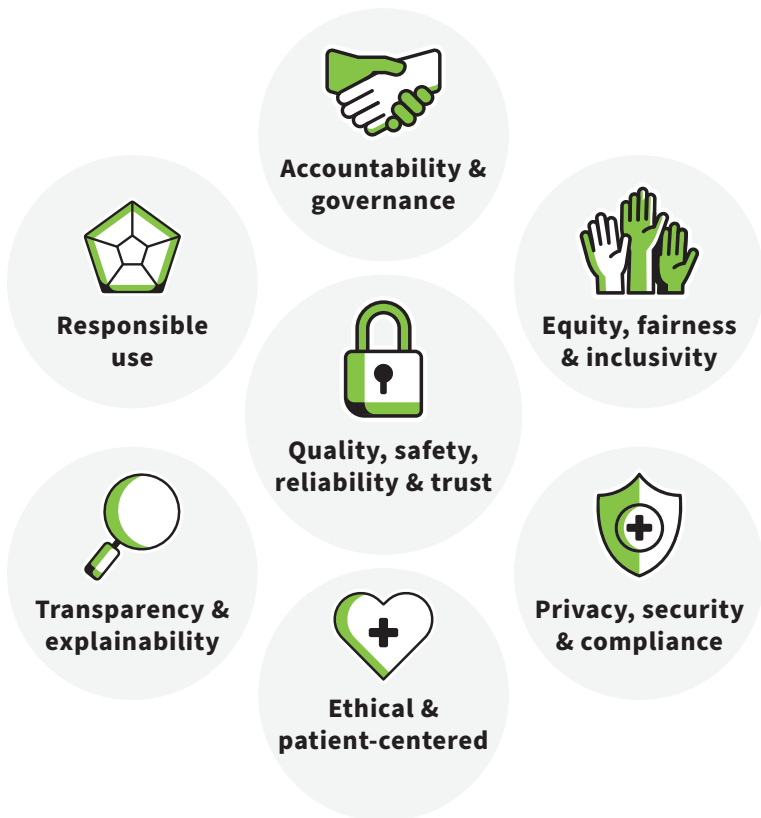 Accountability &
governance
Responsible
use
Equity, fairness
& inclusivity
Quality, safety,
reliability & trust
Transparency &
explainability
Privacy, security
& compliance
Ethical &
patient-centered